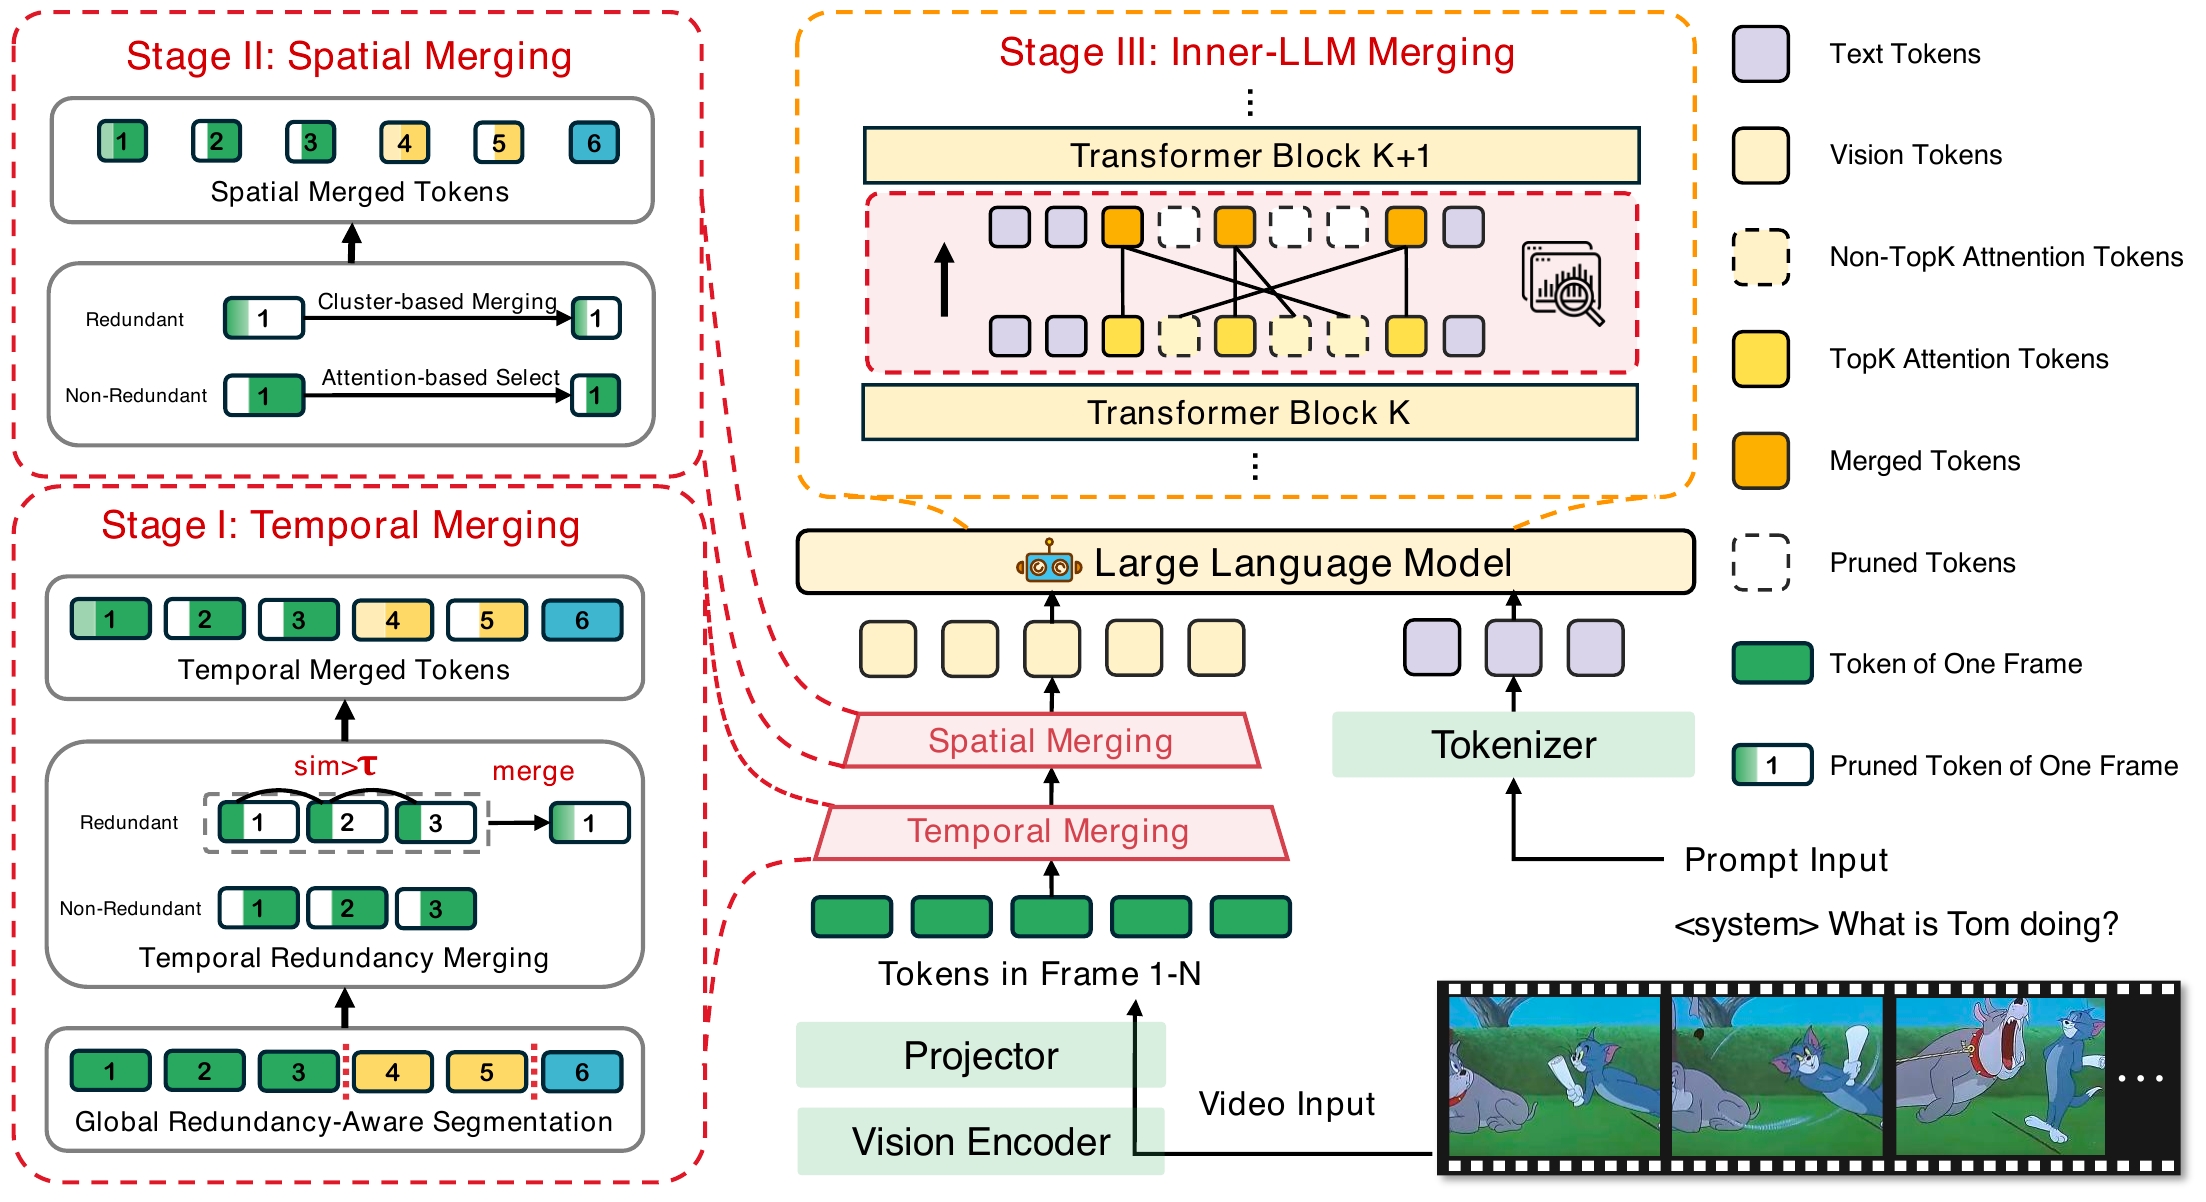 Stage II: Spatial Merging
1 2 3 4 5 6
Spatial Merged Tokens
Redundant 1 Cluster-based Merging 1
Non-Redundant 1 Attention-based Select 1
Stage I: Temporal Merging
1 2 3 4 5 6
Temporal Merged Tokens
sim>τ merge
Redundant 1 2 3 1
Non-Redundant 1 2 3
Temporal Redundancy Merging
1 2 3 4 5 6
Global Redundancy-Aware Segmentation
Stage III: Inner-LLM Merging
Transformer Block K+1
Transformer Block K
Large Language Model
Spatial Merging
Temporal Merging
Tokens in Frame 1-N
Projector
Vision Encoder
Video Input
Tokenizer
Prompt Input
<system> What is Tom doing?
Text Tokens
Vision Tokens
Non-TopK Attnention Tokens
TopK Attention Tokens
Merged Tokens
Pruned Tokens
Token of One Frame
1 Pruned Token of One Frame